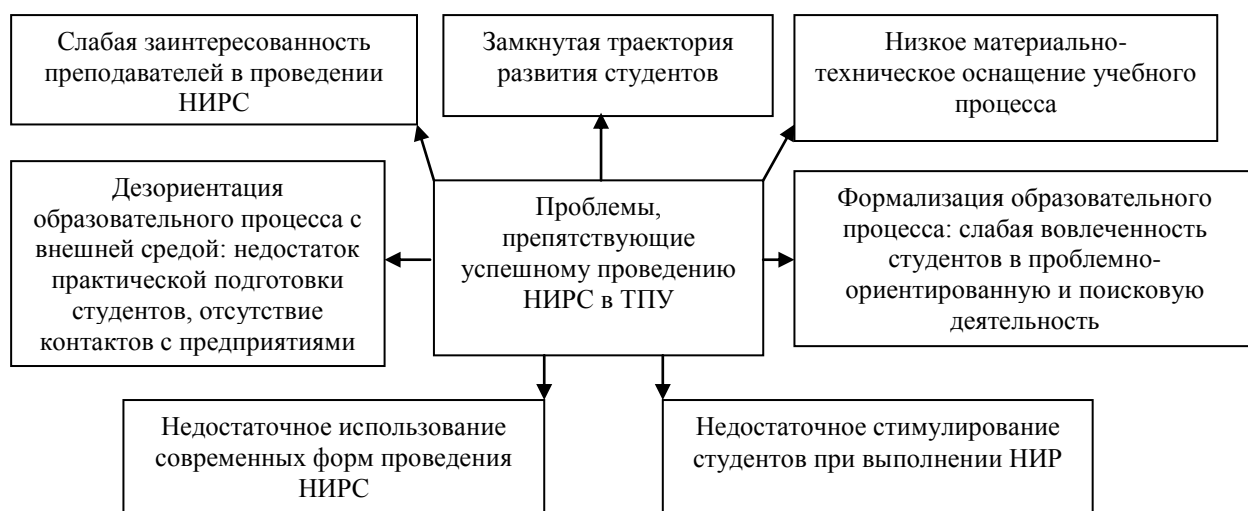 Слабая заинтересованность
преподавателей в проведении
НИРС
Замкнутая траектория
развития студентов
Низкое материально-
техническое оснащение учебного
процесса
Дезориентация
образовательного процесса с
внешней средой: недостаток
практической подготовки
студентов, отсутствие
контактов с предприятиями
Проблемы,
препятствующие
успешному проведению
НИРС в ТПУ
Формализация образовательного
процесса: слабая вовлеченность
студентов в проблемно-
ориентированную и поисковую
деятельность
Недостаточное использование
современных форм проведения
НИРС
Недостаточное стимулирование
студентов при выполнении НИР